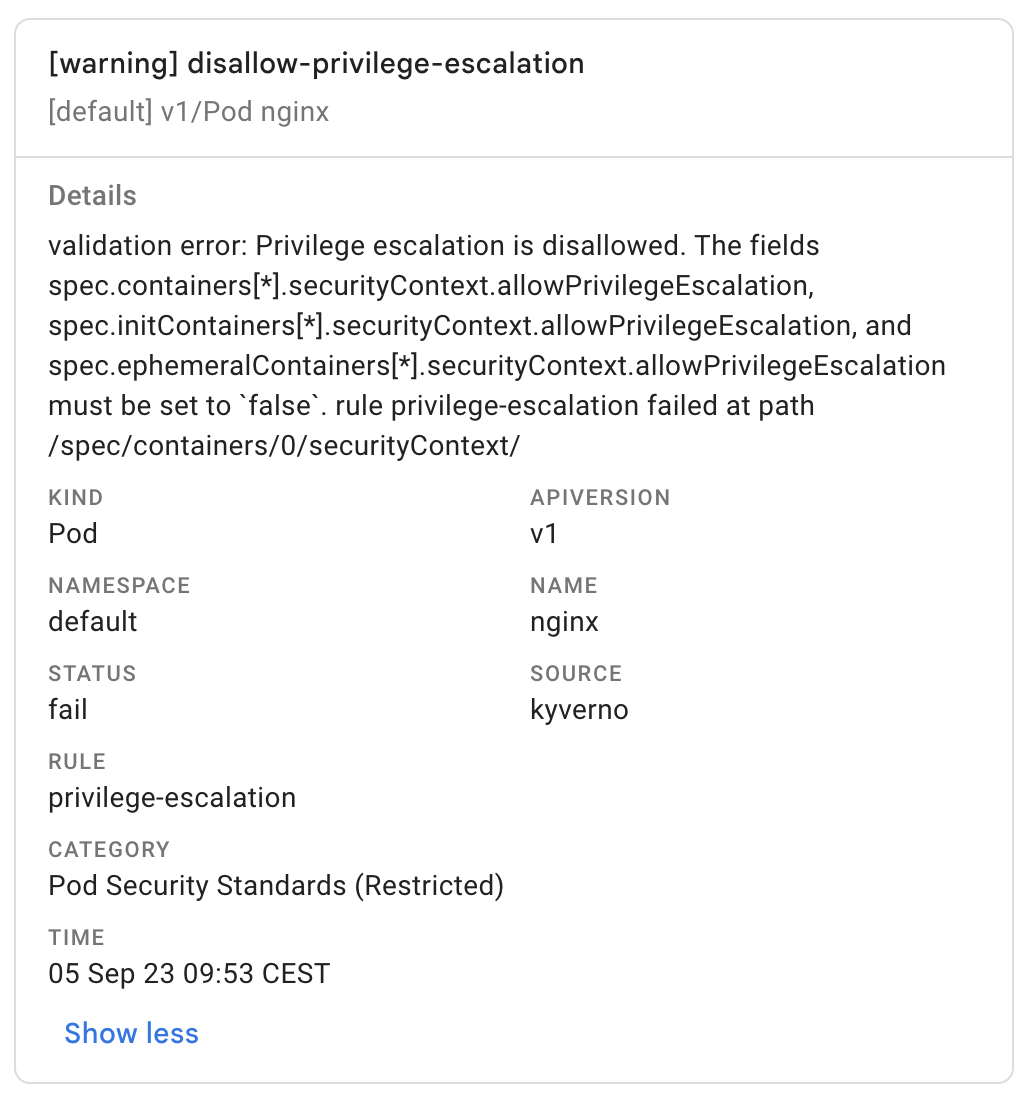 [warning] disallow-privilege-escalation
[default] v1/Pod nginx
Details
validation error: Privilege escalation is disallowed. The fields
spec.containers[*].securityContext.allowPrivilegeEscalation,
spec.initContainers[*].securityContext.allowPrivilegeEscalation, and
spec.ephemeralContainers[*].securityContext.allowPrivilegeEscalation
must be set to `false`. rule privilege-escalation failed at path
/spec/containers/0/securityContext/
KIND
Pod
APIVERSION
v1
NAMESPACE
default
NAME
nginx
STATUS
fail
SOURCE
kyverno
RULE
privilege-escalation
CATEGORY
Pod Security Standards (Restricted)
TIME
05 Sep 23 09:53 CEST
Show less